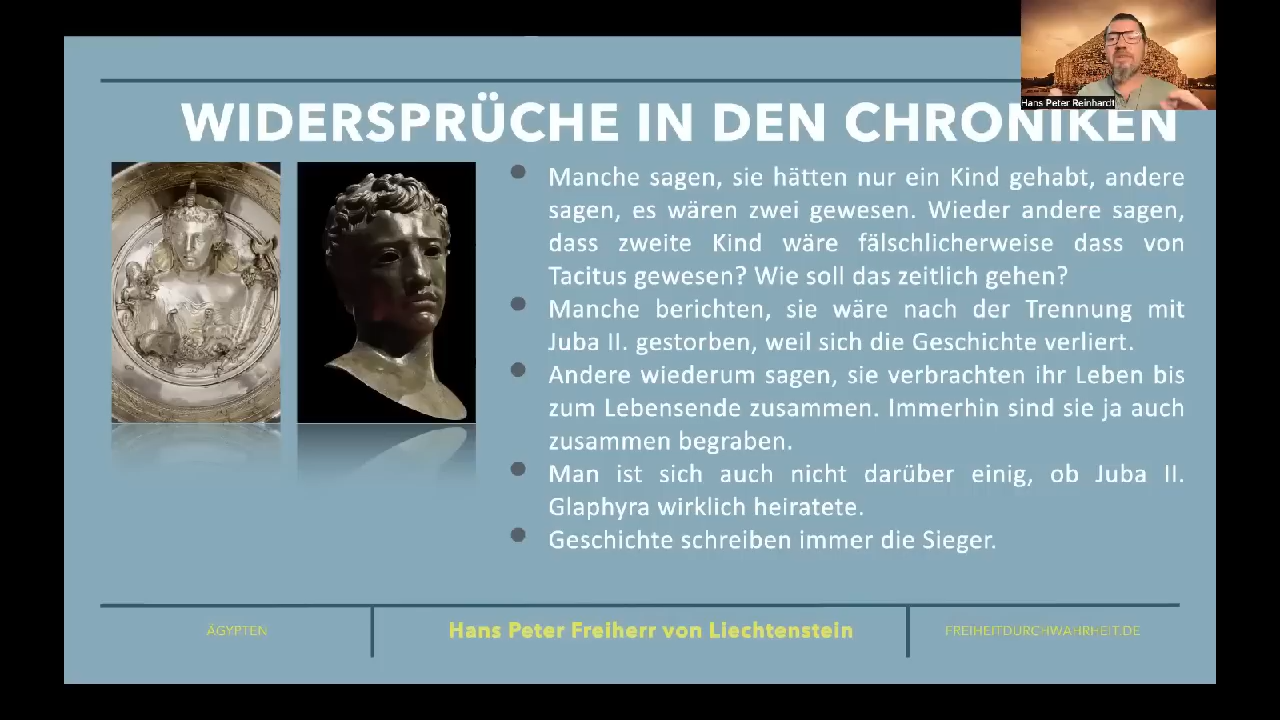 Hans Peter Reinhardt
WIDERSPRÜCHE IN DEN CHRONIKEN
Manche sagen, sie hätten nur ein Kind gehabt, andere
sagen, es wären zwei gewesen. Wieder andere sagen,
dass zweite Kind wäre fälschlicherweise dass von
Tacitus gewesen? Wie soll das zeitlich gehen?
Manche berichten, sie wäre nach der Trennung mit
Juba II. gestorben, weil sich die Geschichte verliert.
Andere wiederum sagen, sie verbrachten ihr Leben bis
zum Lebensende zusammen. Immerhin sind sie ja auch
zusammen begraben.
Man ist sich auch nicht darüber einig, ob Juba II.
Glaphyra wirklich heiratete.
Geschichte schreiben immer die Sieger.
ÄGYPTEN
Hans Peter Freiherr von Liechtenstein
FREIHEITDURCHWAHRHEIT.DE